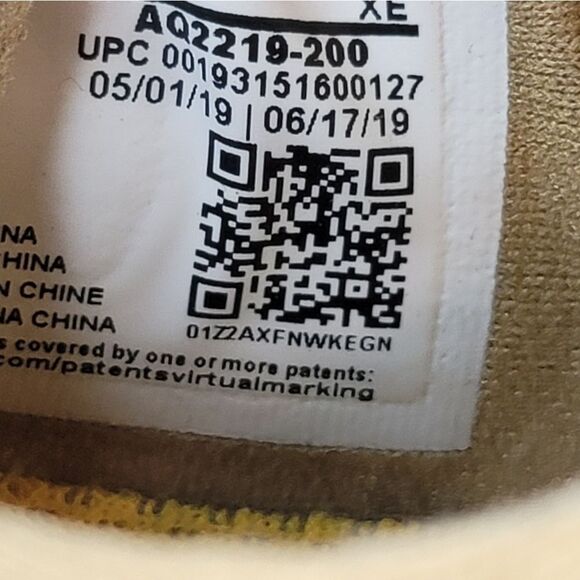 XE
AQ2219-200
UPC 00193151600127
05/01/19 | 06/17/19
NA
CHINA
N CHINE
NA CHINA
01Z2AXFNWKEGN
s covered by one or more patents:
com/patentsvirtualmarking